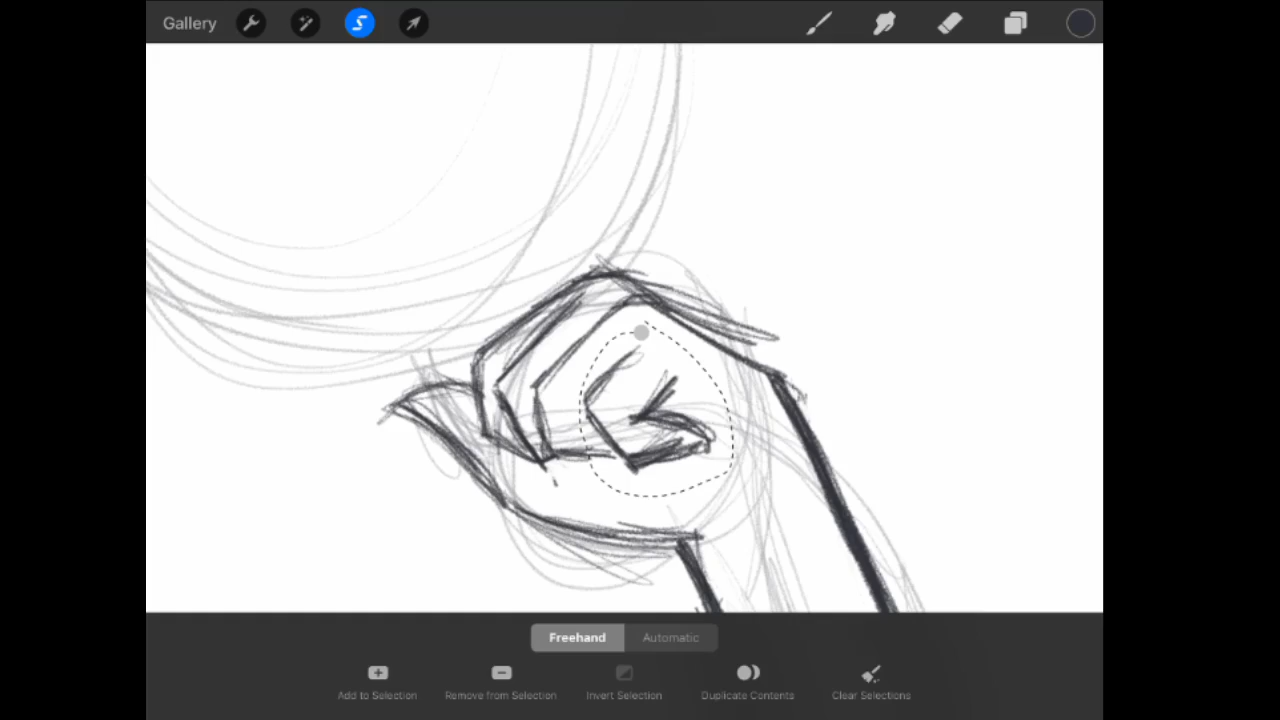 Gallery
Freehand Automatic
Add to Selection Remove from Selection Invert Selection Duplicate Contents Clear Selections